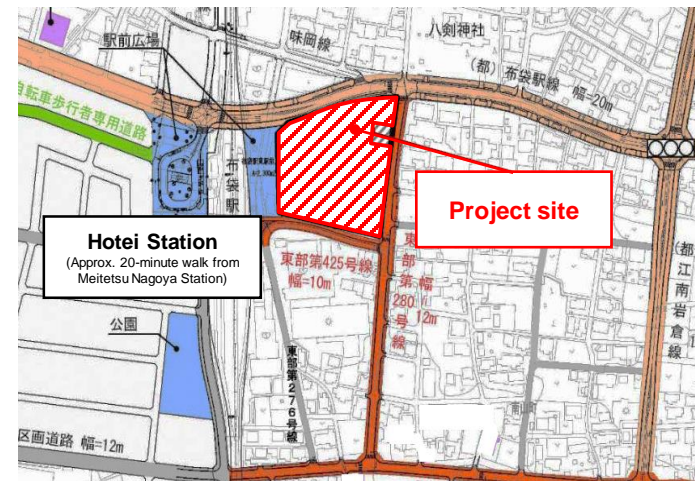 駅前広場
味岡線
八剣神社
(都)布袋駅線 幅=20m
自転車歩行者専用道路
布袋駅
Project site
Hotei Station
(Approx. 20-minute walk from
Meitetsu Nagoya Station)
東部第425号線
幅=10m
東部第280号線
幅12m
(都)江南岩倉線
公園
東部第276号線
区画道路 幅=12m